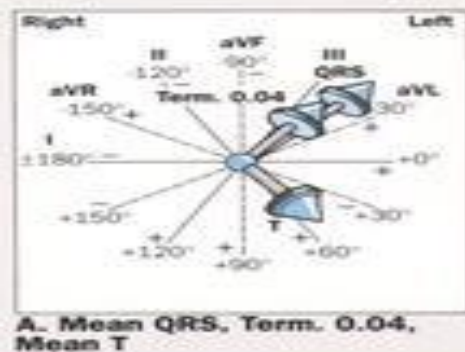 Right Left
aVF
II III
-120° -90° QRS
aVR Term. 0.04 aVL
150° + -30°
I
±180° +0°
+150° +30°
T
+120° +60°
+90°
A. Mean QRS, Term. 0.04,
Mean T